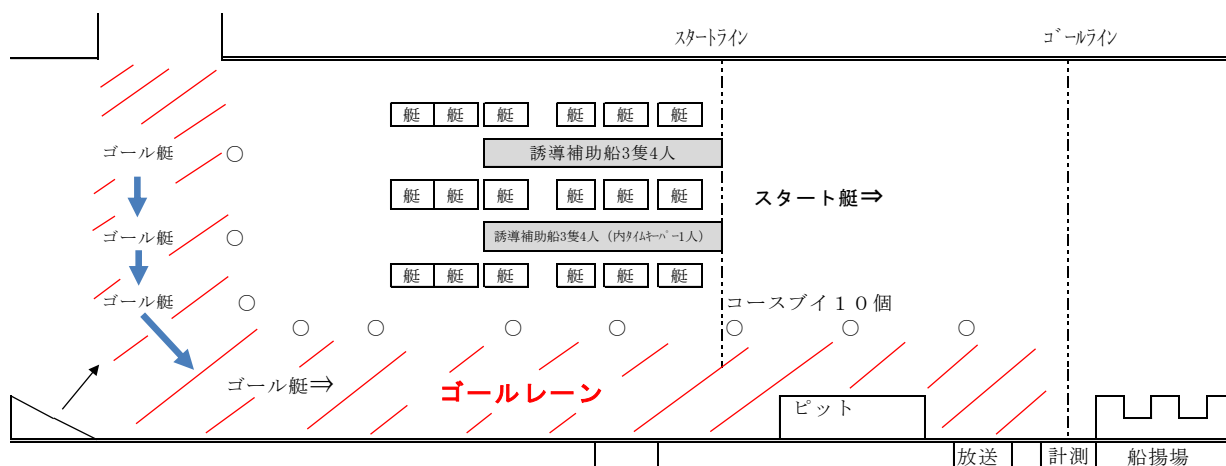 スタートライン
ゴールライン
艇 艇 艇 艇 艇 艇
誘導補助船3隻4人
ゴール艇
艇 艇 艇 艇 艇 艇
スタート艇⇒
ゴール艇
誘導補助船3隻4人（内タイムキーパー1人）
艇 艇 艇 艇 艇 艇
ゴール艇
コースブイ１０個
ゴール艇⇒
ゴールレーン
ピット
放送
計測
船揚場